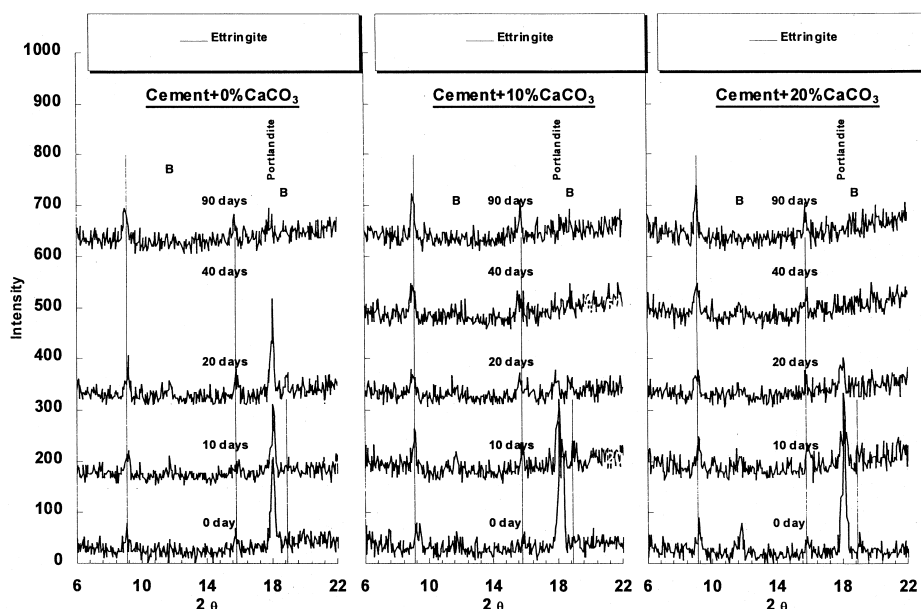 Ettringite Ettringite Ettringite
1000
Cement+0%CaCO3 Cement+10%CaCO3 Cement+20%CaCO3
900
Portlandite Portlandite Portlandite
800
B
B B B B B
90 days 90 days 90 days
700
600
40 days 40 days 40 days
500
Intensity
400
20 days 20 days 20 days
300
10 days 10 days 10 days
200
100
0 day 0 day 0 day
0
6 10 14 18 22 6 10 14 18 22 6 10 14 18 22
2 θ 2 θ 2 θ